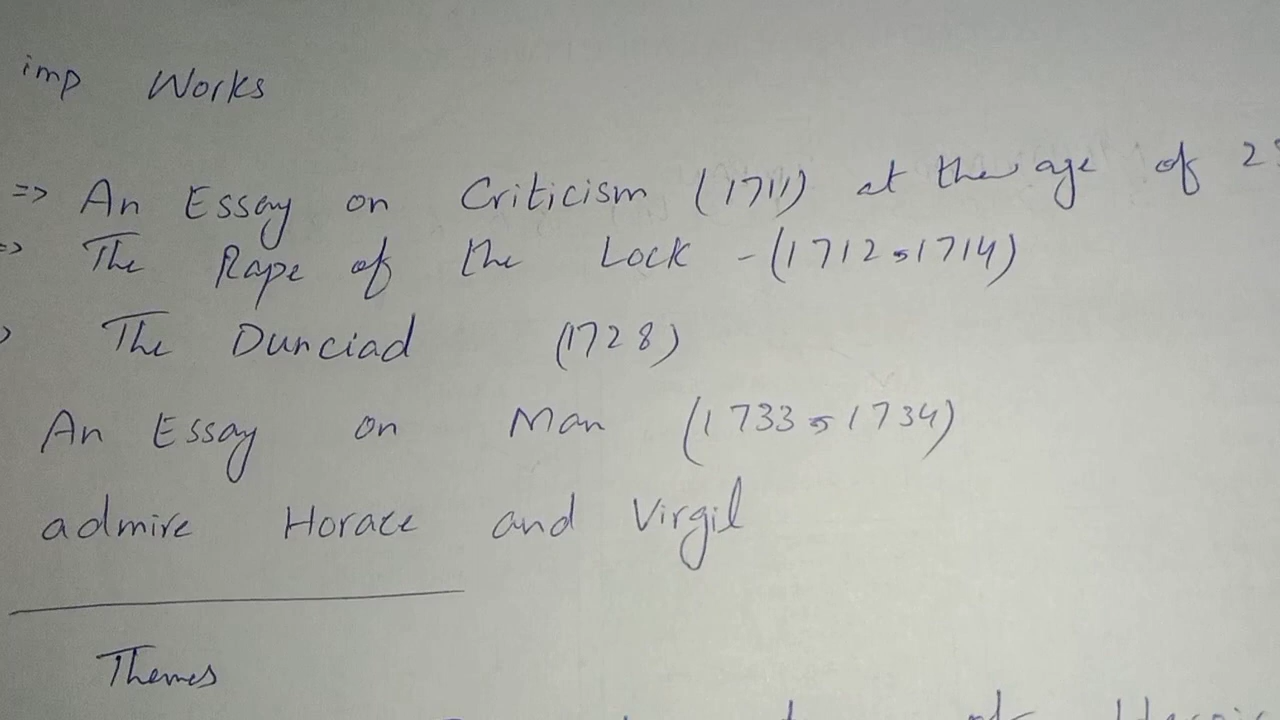 imp Works
=> An Essay on Criticism (1711) at the age of 2
=> The Rape of the Lock - (1712,1714)
The Dunciad (1728)
An Essay on Man (1733,1734)
admire Horace and Virgil
Themes